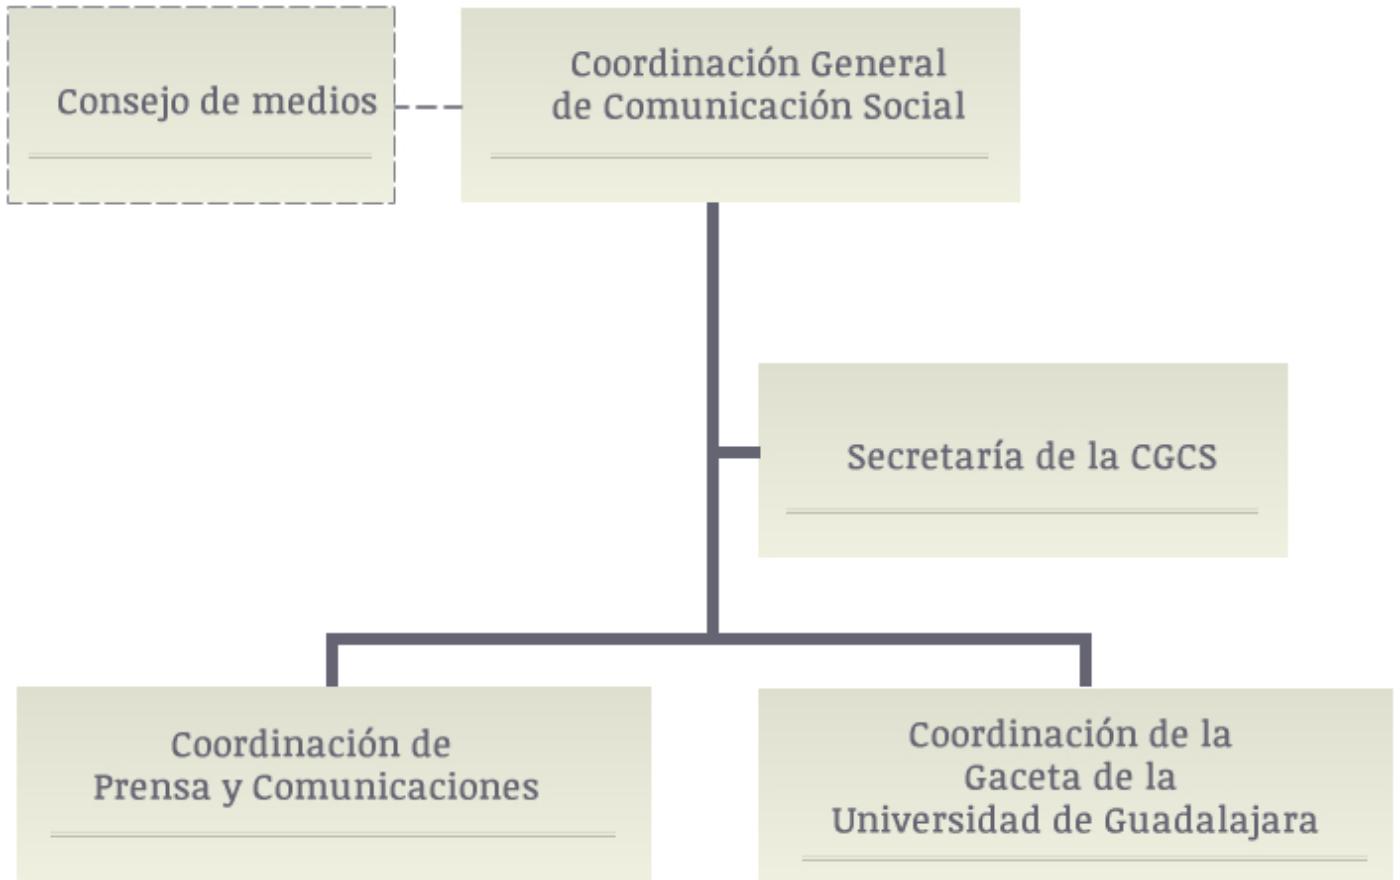 Consejo de medios
Coordinación General
de Comunicación Social
Secretaría de la CGCS
Coordinación de
Prensa y Comunicaciones
Coordinación de la
Gaceta de la
Universidad de Guadalajara